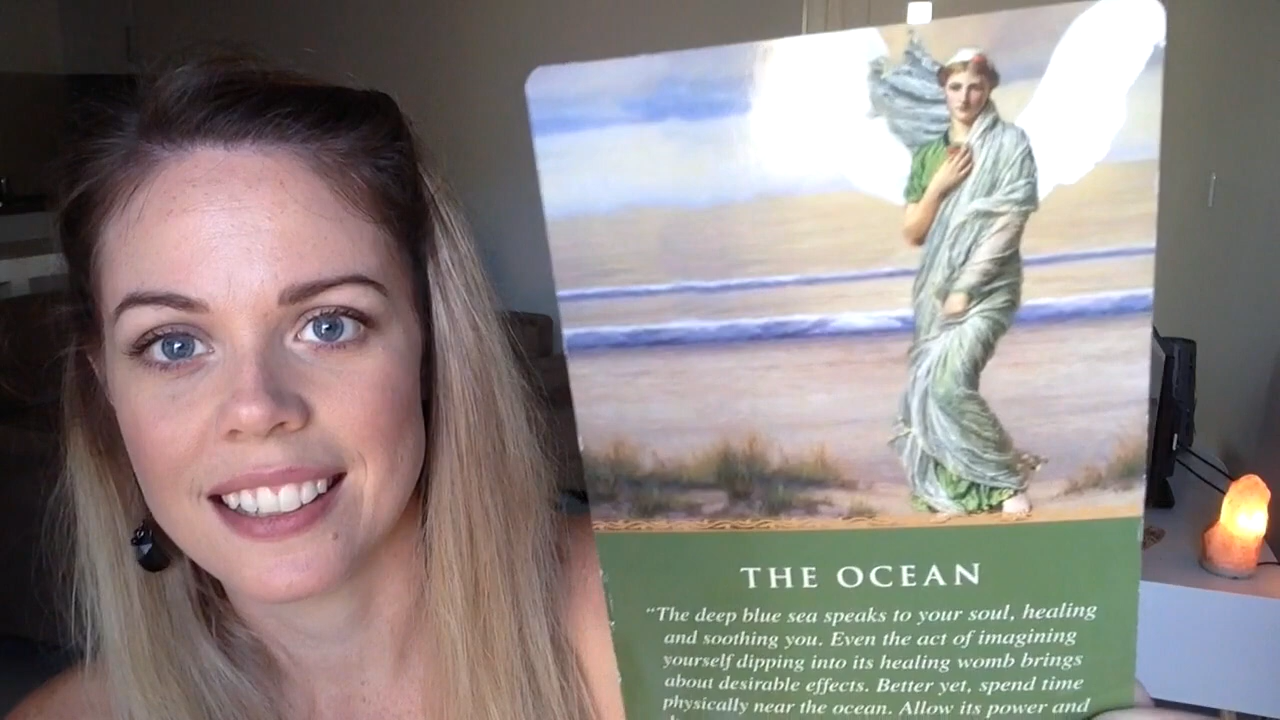 THE OCEAN
"The deep blue sea speaks to your soul, healing
and soothing you. Even the act of imagining
yourself dipping into its healing womb brings
about desirable effects. Better yet, spend time
physically near the ocean. Allow its power and